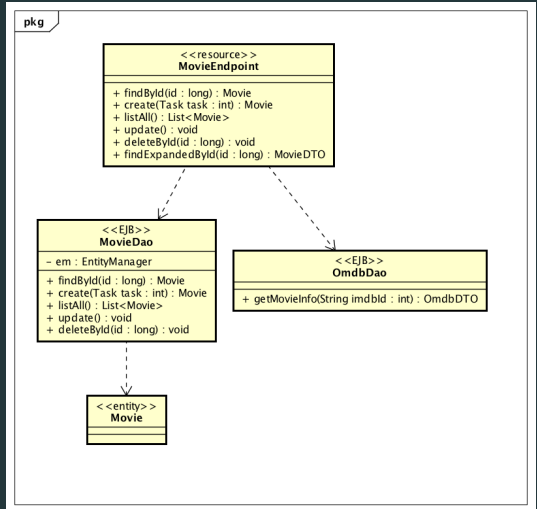 pkg
<<resource>>
MovieEndpoint
+ findById(id : long) : Movie
+ create(Task task : int) : Movie
+ listAll() : List<Movie>
+ update() : void
+ deleteById(id : long) : void
+ findExpandedById(id : long) : MovieDTO
<<EJB>>
MovieDao
- em : EntityManager
+ findById(id : long) : Movie
+ create(Task task : int) : Movie
+ listAll() : List<Movie>
+ update() : void
+ deleteById(id : long) : void
<<EJB>>
OmdbDao
+ getMovieInfo(String imdbId : int) : OmdbDTO
<<entity>>
Movie